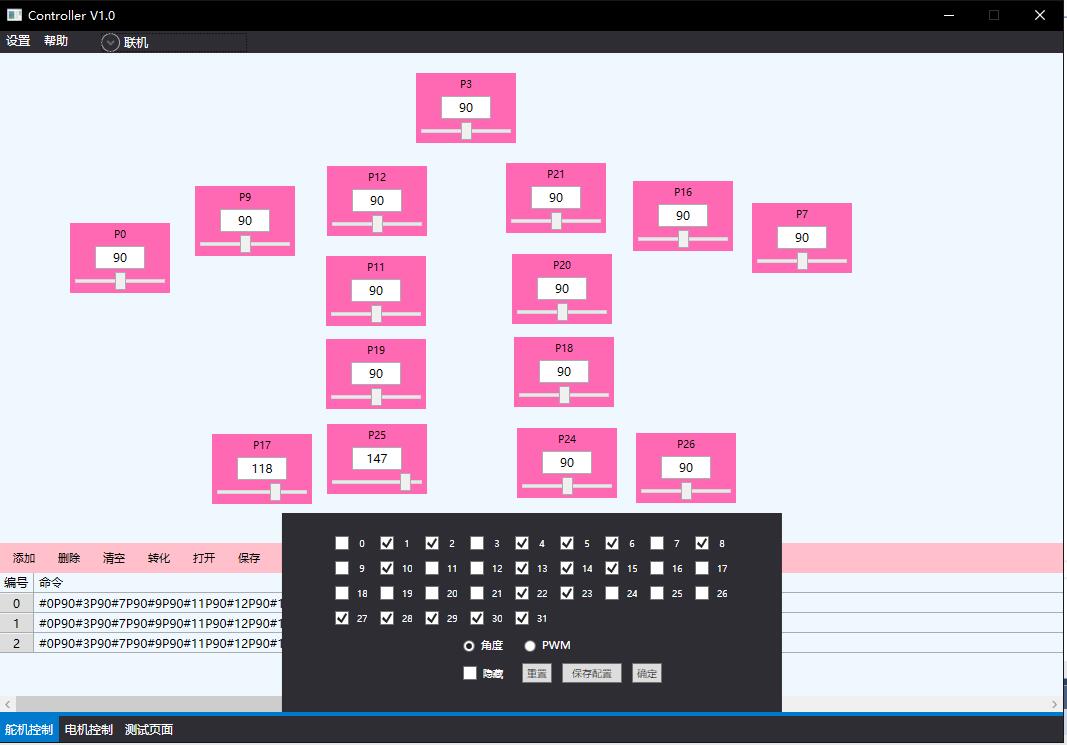 Controller V1.0
设置 帮助 联机
P3
90
P12
90
P21
90
P16
90
P9
90
P7
90
P0
90
P11
90
P20
90
P19
90
P18
90
P17
118
P25
147
P24
90
P26
90
添加 删除 清空 转化 打开 保存
编号 命令
0 #0P90#3P90#7P90#9P90#11P90#12P90#1
1 #0P90#3P90#7P90#9P90#11P90#12P90#1
2 #0P90#3P90#7P90#9P90#11P90#12P90#1
0 1 2 3 4 5 6 7 8
9 10 11 12 13 14 15 16 17
18 19 20 21 22 23 24 25 26
27 28 29 30 31
角度 PWM
隐藏 重置 保存配置 确定
舵机控制 电机控制 测试页面